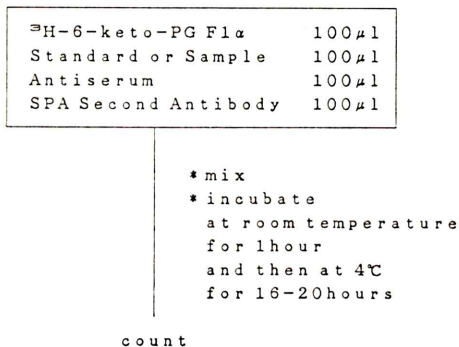 ³H-6-keto-PG F1α 100μl
Standard or Sample 100μl
Antiserum 100μl
SPA Second Antibody 100μl
* mix
* incubate
at room temperature
for 1hour
and then at 4℃
for 16-20hours
count